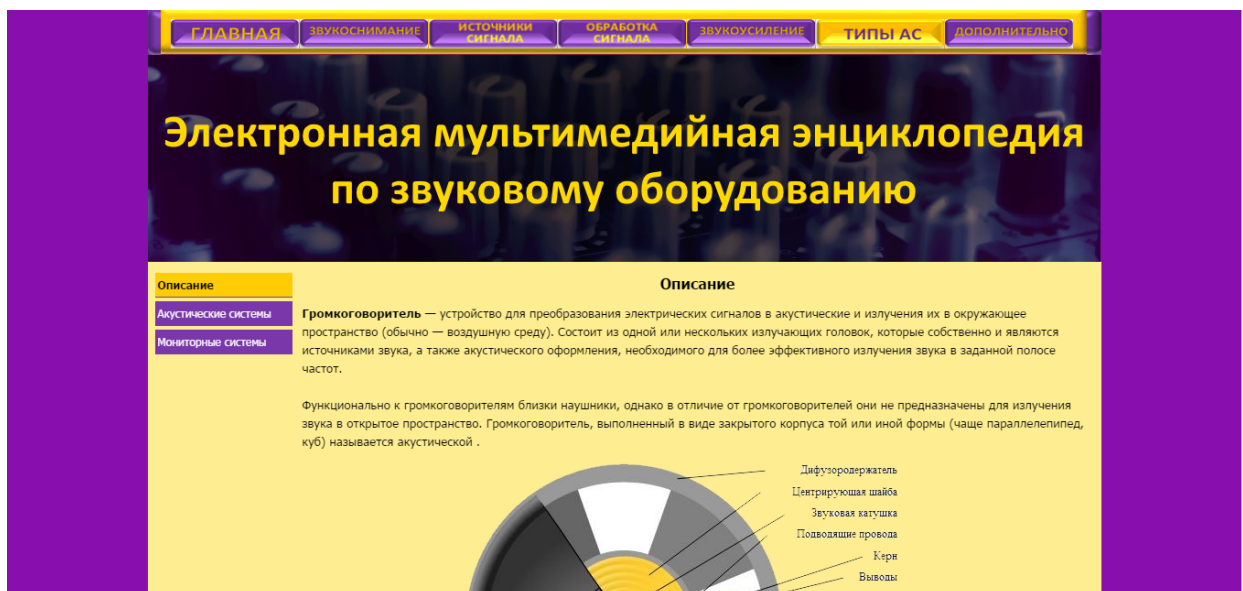 ГЛАВНАЯ
ЗВУКОСНИМАНИЕ
ИСТОЧНИКИ
СИГНАЛА
ОБРАБОТКА
СИГНАЛА
ЗВУКОУСИЛЕНИЕ
ТИПЫ АС
ДОПОЛНИТЕЛЬНО
Электронная мультимедийная энциклопедия
по звуковому оборудованию
Описание
Акустические системы
Мониторные системы
Описание
Громкоговоритель — устройство для преобразования электрических сигналов в акустические и излучения их в окружающее
пространство (обычно — воздушную среду). Состоит из одной или нескольких излучающих головок, которые собственно и являются
источниками звука, а также акустического оформления, необходимого для более эффективного излучения звука в заданной полосе
частот.
Функционально к громкоговорителям близки наушники, однако в отличие от громкоговорителей они не предназначены для излучения
звука в открытое пространство. Громкоговоритель, выполненный в виде закрытого корпуса той или иной формы (чаще параллелепипед,
куб) называется акустической .
Дифузородержатель
Центрирующая шайба
Звуковая катушка
Подводящие провода
Керн
Выводы